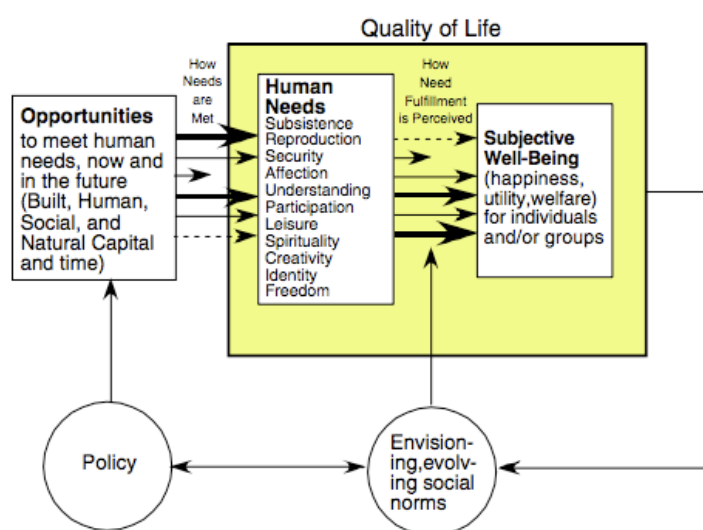 Quality of Life
How
Needs
are
Met
Opportunities
to meet human
needs, now and
in the future
(Built, Human,
Social, and
Natural Capital
and time)
Human
Needs
Subsistence
Reproduction
Security
Affection
Understanding
Participation
Leisure
Spirituality
Creativity
Identity
Freedom
How
Need
Fulfillment
is Perceived
Subjective
Well-Being
(happiness,
utility,welfare)
for individuals
and/or groups
Policy
Envision-
ing,evolv-
ing social
norms